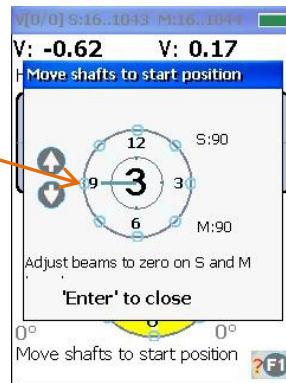 V[0/0] S:16..1043 M:16..1044
V: -0.62 V: 0.17
H
Move shafts to start position
12
S:90
9 3 3
6
M:90
Adjust beams to zero on S and M
'Enter' to close
6
0° 0°
Move shafts to start position ?F1